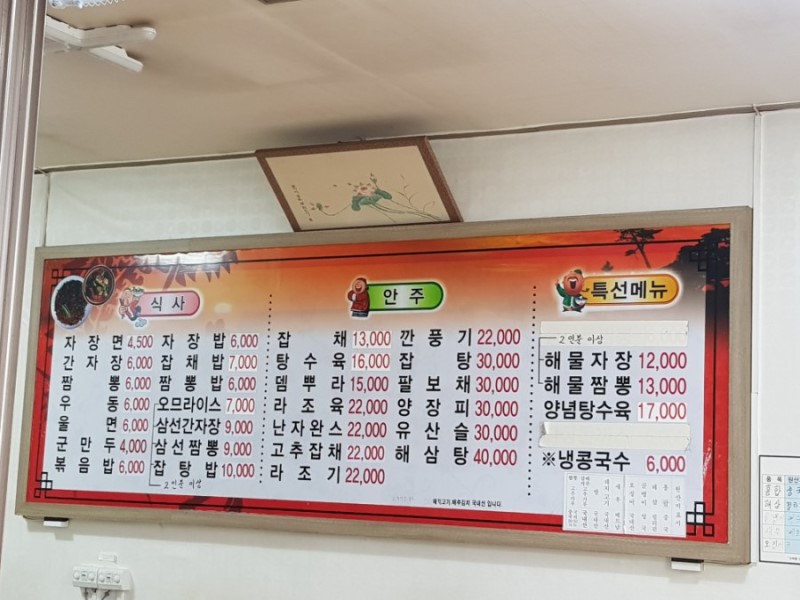 식사
자장면 4,500
간자장 6,000
짬뽕 6,000
우동 6,000
울면 6,000
군만두 4,000
볶음밥 6,000
자장밥 6,000
잡채밥 7,000
짬뽕밥 6,000
오므라이스 7,000
삼선간자장 9,000
삼선짬뽕 9,000
잡탕밥 10,000
2인분 이상
안주
잡채 13,000
탕수육 16,000
뎀뿌라 15,000
라조육 22,000
난자완스 22,000
고추잡채 22,000
라조기 22,000
깐풍기 22,000
잡탕 30,000
팔보채 30,000
양장피 30,000
유산슬 30,000
해삼탕 40,000
특선메뉴
2인분 이상
해물자장 12,000
해물짬뽕 13,000
양념탕수육 17,000
※냉콩국수 6,000